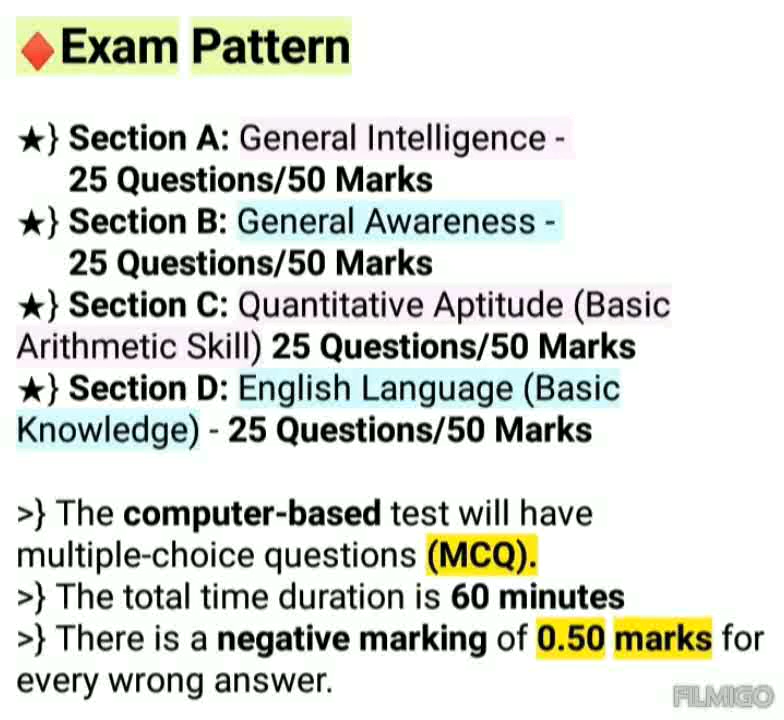 ♦Exam Pattern
★} Section A: General Intelligence -
25 Questions/50 Marks
★} Section B: General Awareness -
25 Questions/50 Marks
★} Section C: Quantitative Aptitude (Basic
Arithmetic Skill) 25 Questions/50 Marks
★} Section D: English Language (Basic
Knowledge) - 25 Questions/50 Marks
>} The computer-based test will have
multiple-choice questions (MCQ).
>} The total time duration is 60 minutes
>} There is a negative marking of 0.50 marks for
every wrong answer.
FILMIGO